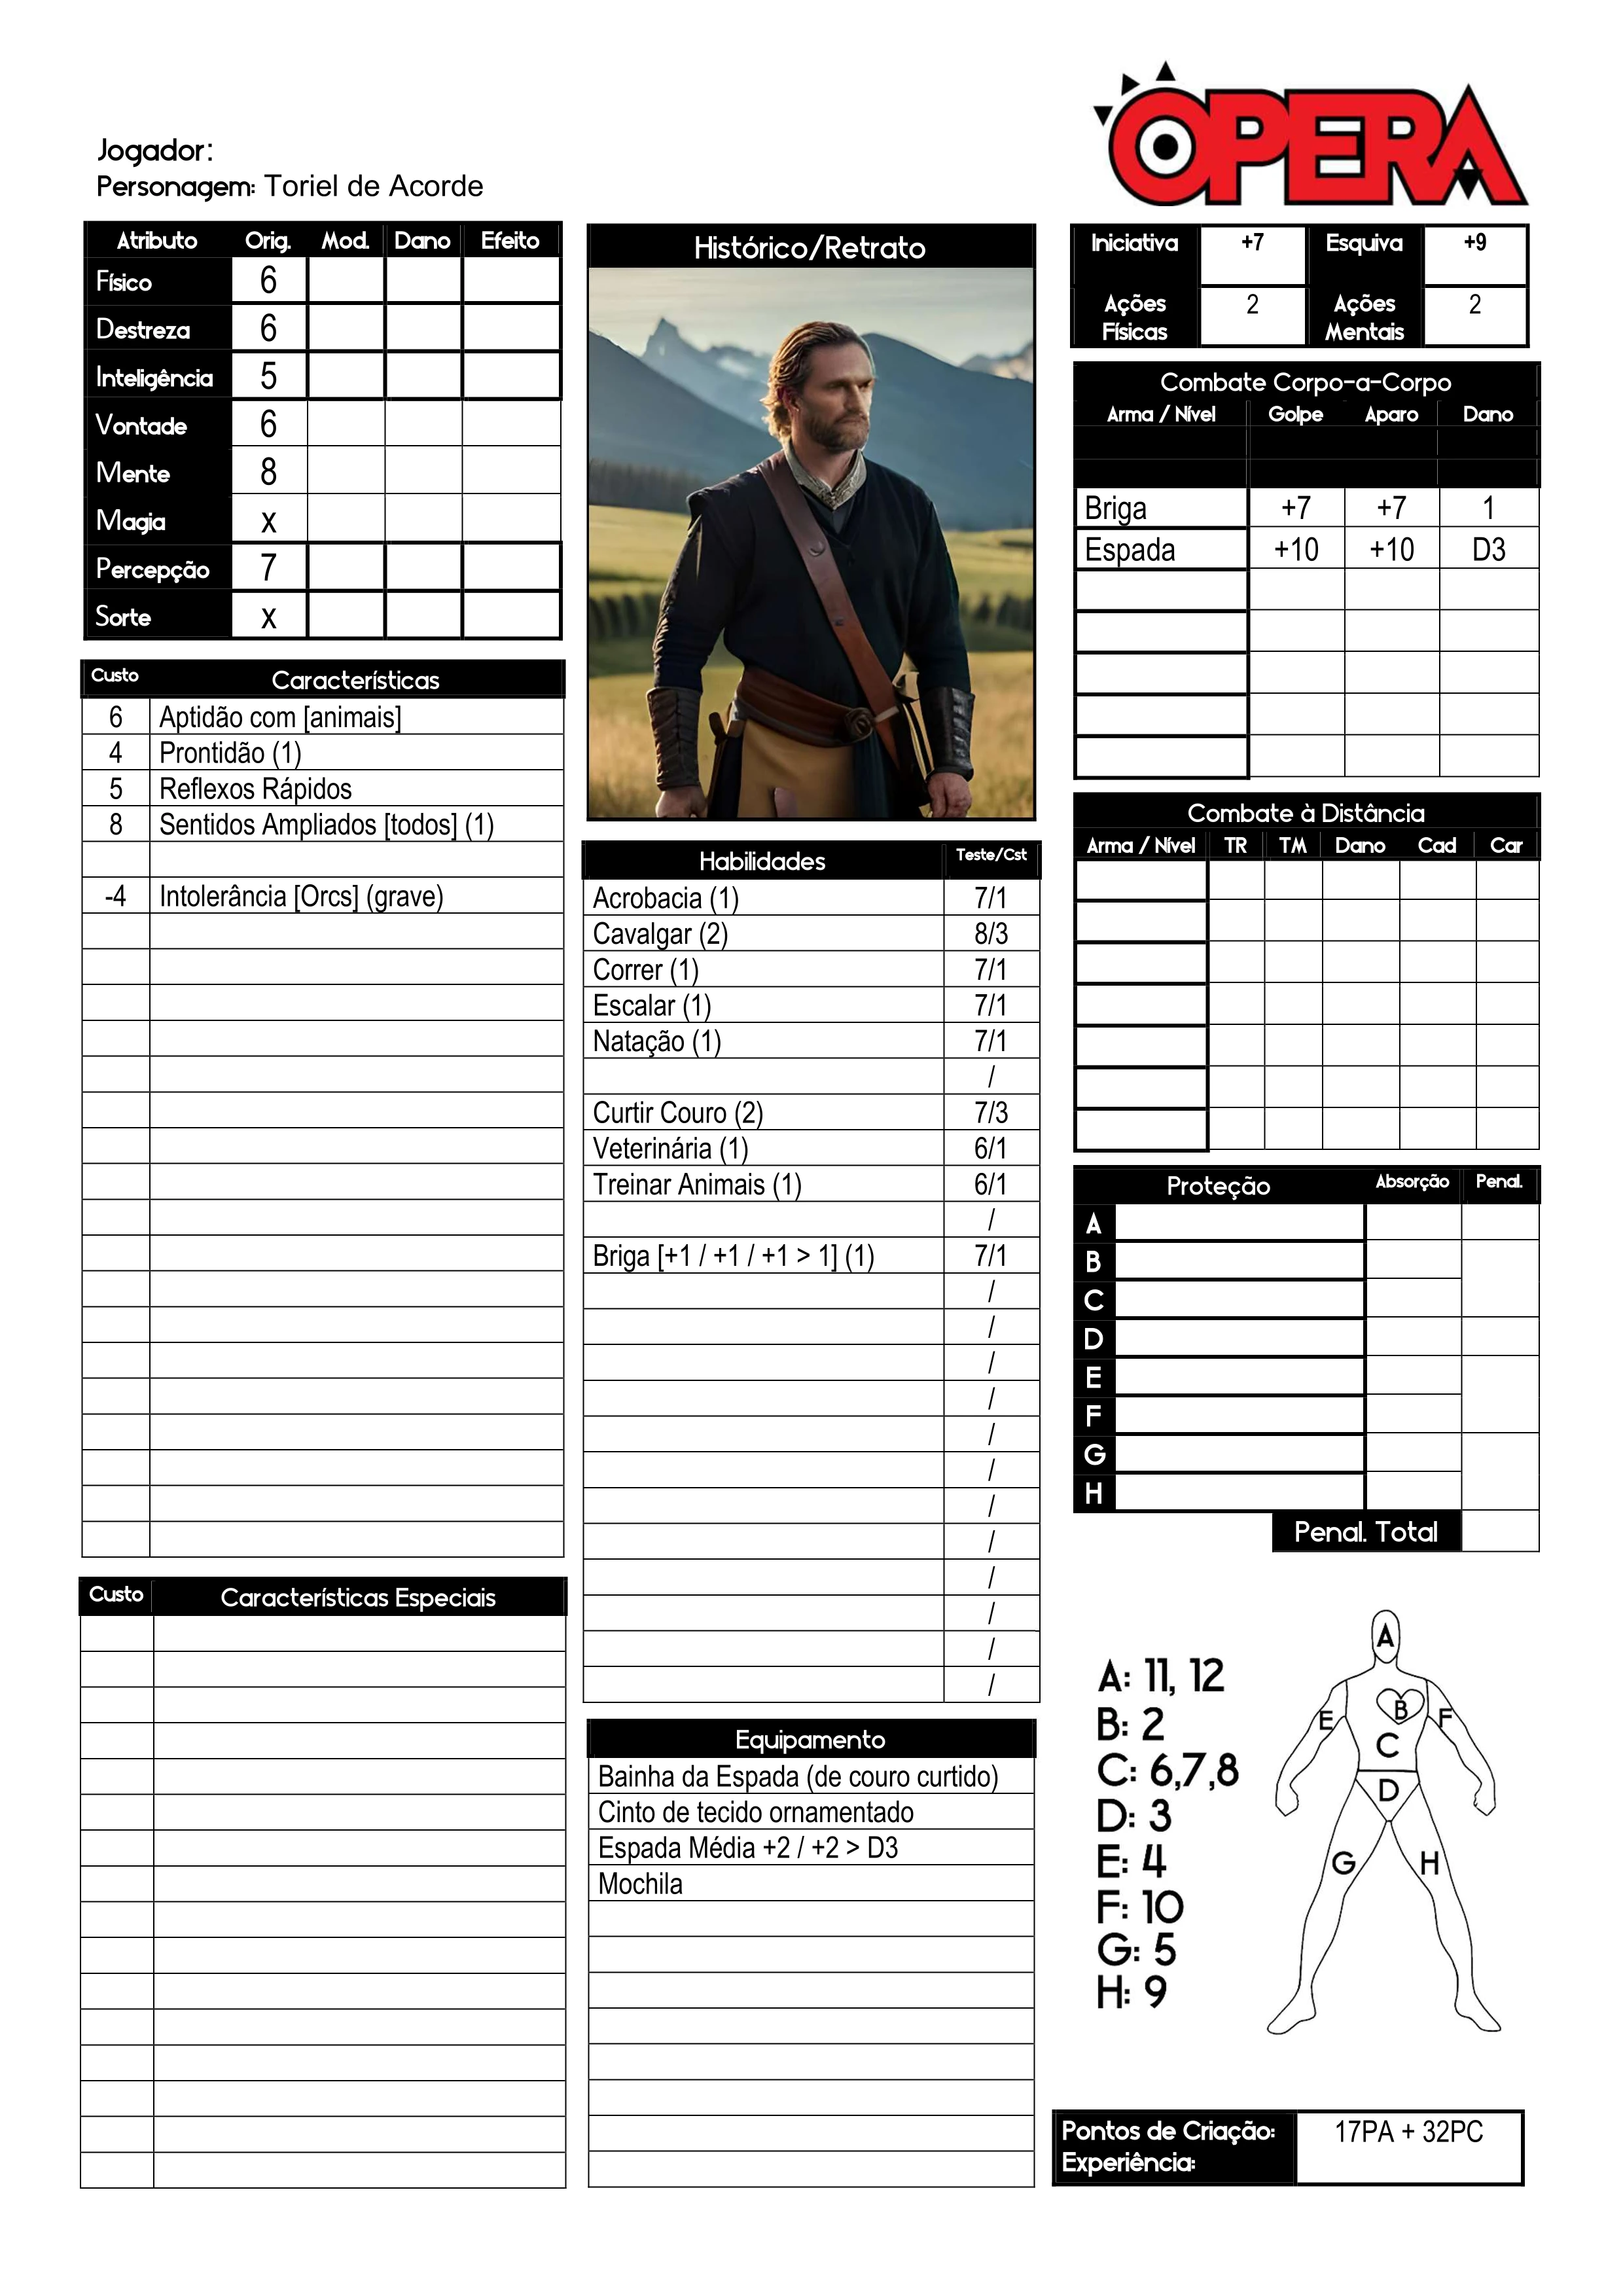 OPERA
Jogador:
Personagem: Toriel de Acorde
Atributo Orig. Mod. Dano Efeito
Físico 6
Destreza 6
Inteligência 5
Vontade 6
Mente 8
Magia x
Percepção 7
Sorte x
Custo Características
6 Aptidão com [animais]
4 Prontidão (1)
5 Reflexos Rápidos
8 Sentidos Ampliados [todos] (1)
-4 Intolerância [Orcs] (grave)
Custo Características Especiais
Histórico/Retrato
Habilidades Teste/Cst
Acrobacia (1) 7/1
Cavalgar (2) 8/3
Correr (1) 7/1
Escalar (1) 7/1
Natação (1) 7/1
/
Curtir Couro (2) 7/3
Veterinária (1) 6/1
Treinar Animais (1) 6/1
/
Briga [+1 / +1 / +1 > 1] (1) 7/1
/
/
/
/
/
/
/
/
/
/
/
/
Equipamento
Bainha da Espada (de couro curtido)
Cinto de tecido ornamentado
Espada Média +2 / +2 > D3
Mochila
Iniciativa +7 Esquiva +9
Ações Físicas 2 Ações Mentais 2
Combate Corpo-a-Corpo
Arma / Nível Golpe Aparo Dano
Briga +7 +7 1
Espada +10 +10 D3
Combate à Distância
Arma / Nível TR TM Dano Cad Car
Proteção Absorção Penal.
A
B
C
D
E
F
G
H
Penal. Total
A: 11, 12
B: 2
C: 6,7,8
D: 3
E: 4
F: 10
G: 5
H: 9
A
B
E
F
C
D
G
H
Pontos de Criação: 17PA + 32PC
Experiência: